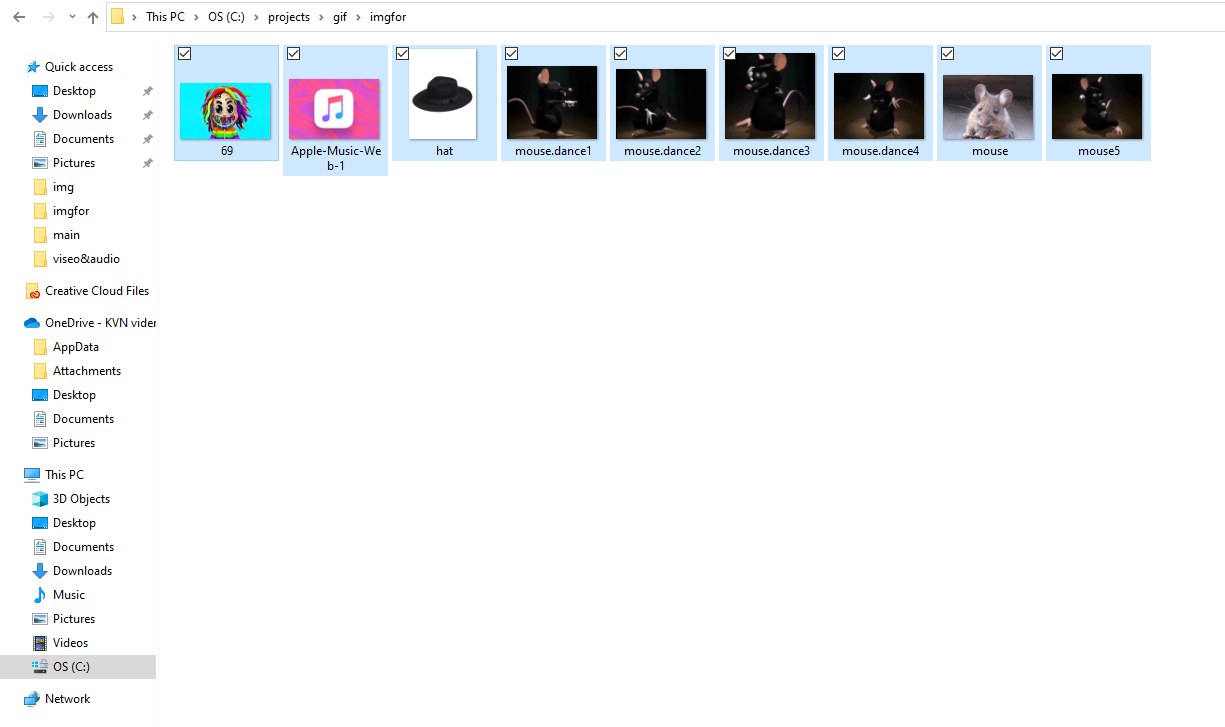 This PC > OS (C:) > projects > gif > imgfor
Quick access
Desktop
Downloads
Documents
Pictures
img
imgfor
main
viseo&audio
Creative Cloud Files
OneDrive - KVN vider
AppData
Attachments
Desktop
Documents
Pictures
This PC
3D Objects
Desktop
Documents
Downloads
Music
Pictures
Videos
OS (C:)
Network
69
Apple-Music-We
b-1
hat
mouse.dance1
mouse.dance2
mouse.dance3
mouse.dance4
mouse
mouse5